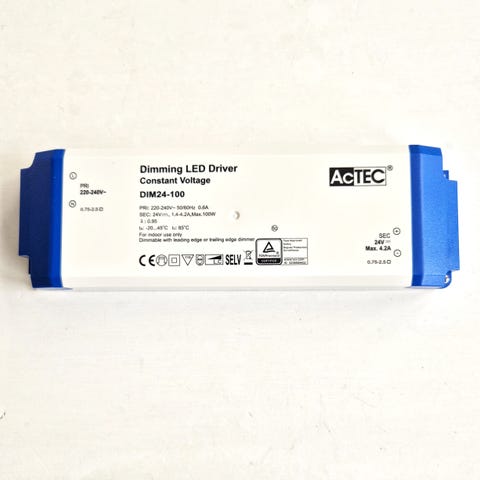 Dimming LED Driver
Constant Voltage
DIM24-100
PRI: 220-240V~ 50/60Hz 0.6A
SEC: 24V⎓, 1.4-4.2A, Max.100W
λ: 0.95
ta: -20...45°C tc: 85°C
For indoor use only
Dimmable with leading edge or trailing edge dimmer
SELV
L
PRI
220-240V~
N
0.75-2.5
AcTEC®
SEC
24V⎓
Max. 4.2A
0.75-2.5